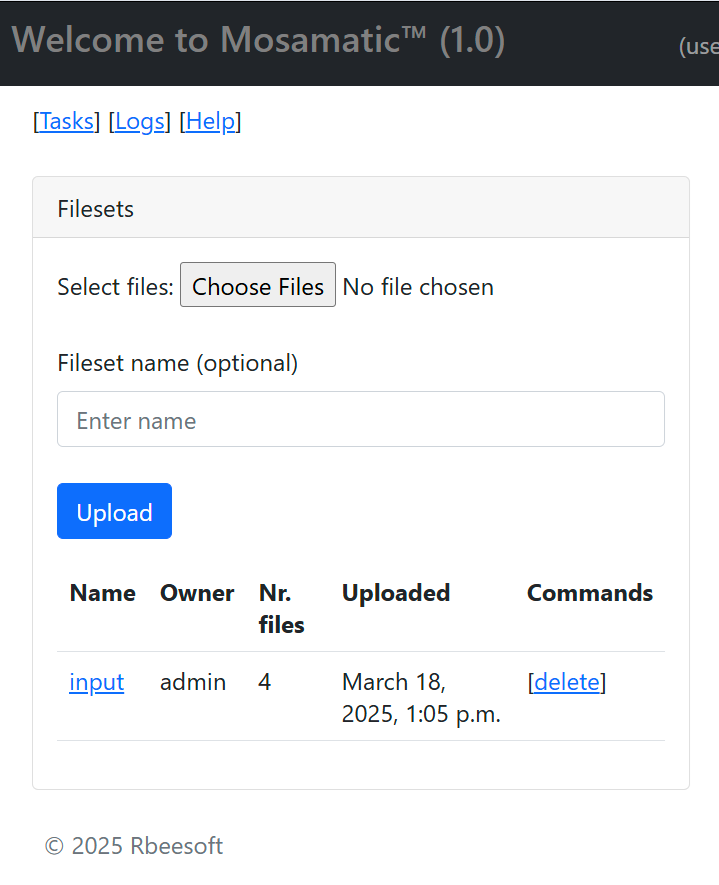 Welcome to Mosamatic™ (1.0)
(use
[Tasks] [Logs] [Help]
Filesets
Select files: Choose Files No file chosen
Fileset name (optional)
Enter name
Upload
Name Owner Nr. files Uploaded Commands
input admin 4 March 18, 2025, 1:05 p.m. [delete]
© 2025 Rbeesoft